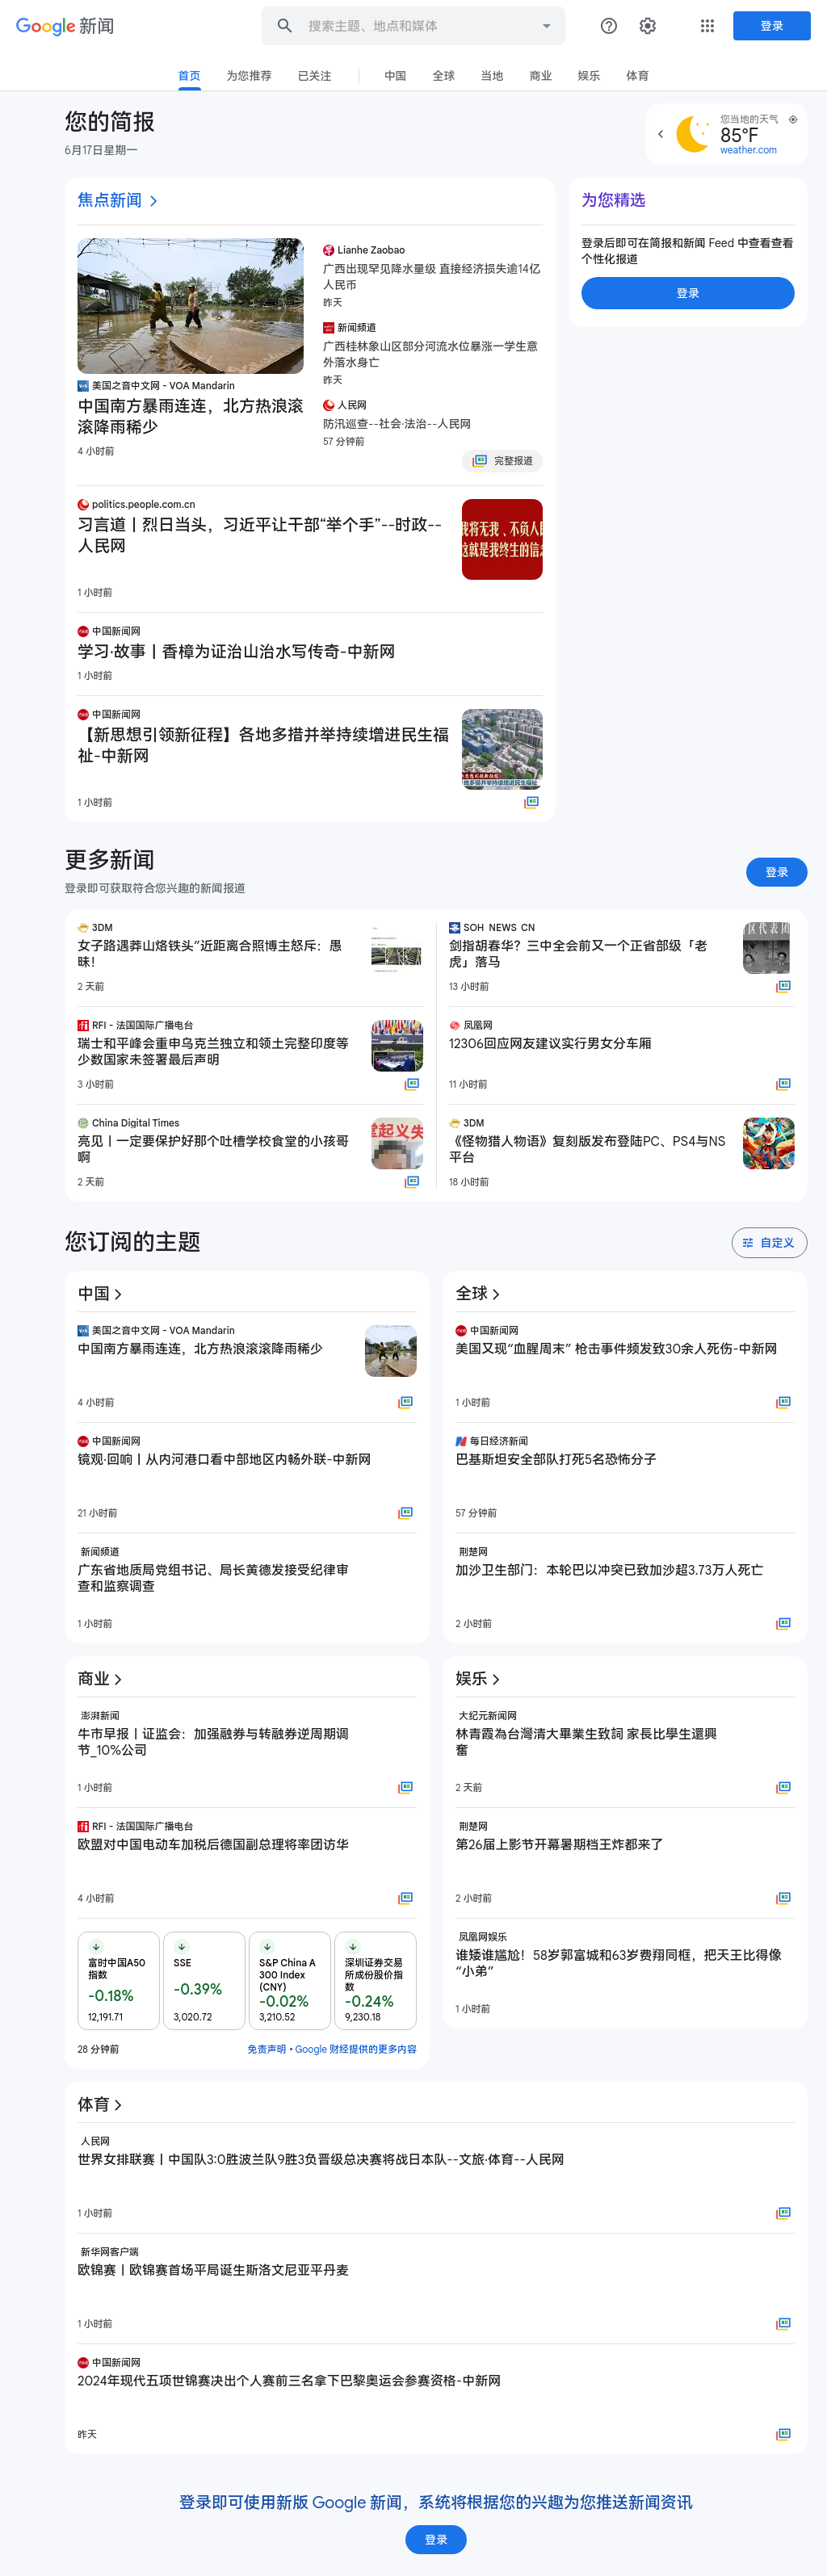 Google 新闻
搜索主题、地点和媒体
登录
首页
为您推荐
已关注
中国
全球
当地
商业
娱乐
体育
您的简报
6月17日星期一
您当地的天气
85°F
weather.com
焦点新闻
美国之音中文网 - VOA Mandarin
中国南方暴雨连连，北方热浪滚
滚降雨稀少
4 小时前
Lianhe Zaobao
广西出现罕见降水量级 直接经济损失逾14亿
人民币
昨天
新闻频道
广西桂林象山区部分河流水位暴涨一学生意
外落水身亡
昨天
人民网
防汛巡查--社会·法治--人民网
57 分钟前
完整报道
politics.people.com.cn
习言道丨烈日当头，习近平让干部“举个手”--时政--
人民网
1 小时前
中国新闻网
学习·故事丨香樟为证治山治水写传奇-中新网
1 小时前
中国新闻网
【新思想引领新征程】各地多措并举持续增进民生福
祉-中新网
1 小时前
为您精选
登录后即可在简报和新闻 Feed 中查看查看
个性化报道
登录
更多新闻
登录即可获取符合您兴趣的新闻报道
登录
3DM
女子路遇莽山烙铁头”近距离合照博主怒斥：愚
昧！
2 天前
SOH_NEWS_CN
剑指胡春华？三中全会前又一个正省部级「老
虎」落马
13 小时前
RFI - 法国国际广播电台
瑞士和平峰会重申乌克兰独立和领土完整印度等
少数国家未签署最后声明
3 小时前
凤凰网
12306回应网友建议实行男女分车厢
11 小时前
China Digital Times
亮见丨一定要保护好那个吐槽学校食堂的小孩哥
啊
2 天前
3DM
《怪物猎人物语》复刻版发布登陆PC、PS4与NS
平台
18 小时前
您订阅的主题
自定义
中国
美国之音中文网 - VOA Mandarin
中国南方暴雨连连，北方热浪滚滚降雨稀少
4 小时前
中国新闻网
镜观·回响丨从内河港口看中部地区内畅外联-中新网
21 小时前
新闻频道
广东省地质局党组书记、局长黄德发接受纪律审
查和监察调查
1 小时前
全球
中国新闻网
美国又现“血腥周末” 枪击事件频发致30余人死伤-中新网
1 小时前
每日经济新闻
巴基斯坦安全部队打死5名恐怖分子
57 分钟前
荆楚网
加沙卫生部门：本轮巴以冲突已致加沙超3.73万人死亡
2 小时前
商业
澎湃新闻
牛市早报丨证监会：加强融券与转融券逆周期调
节_10%公司
1 小时前
RFI - 法国国际广播电台
欧盟对中国电动车加税后德国副总理将率团访华
4 小时前
富时中国A50
指数
-0.18%
12,191.71
SSE
-0.39%
3,020.72
S&P China A
300 Index
(CNY)
-0.02%
3,210.52
深圳证券交易
所成份股价指
数
-0.24%
9,230.18
28 分钟前
免责声明 • Google 财经提供的更多内容
娱乐
大纪元新闻网
林青霞為台灣清大畢業生致詞 家長比學生還興
奮
2 天前
荆楚网
第26届上影节开幕暑期档王炸都来了
2 小时前
凤凰网娱乐
谁矮谁尴尬！58岁郭富城和63岁费翔同框，把天王比得像
“小弟”
1 小时前
体育
人民网
世界女排联赛丨中国队3:0胜波兰队9胜3负晋级总决赛将战日本队--文旅·体育--人民网
1 小时前
新华网客户端
欧锦赛丨欧锦赛首场平局诞生斯洛文尼亚平丹麦
1 小时前
中国新闻网
2024年现代五项世锦赛决出个人赛前三名拿下巴黎奥运会参赛资格-中新网
昨天
登录即可使用新版 Google 新闻，系统将根据您的兴趣为您推送新闻资讯
登录